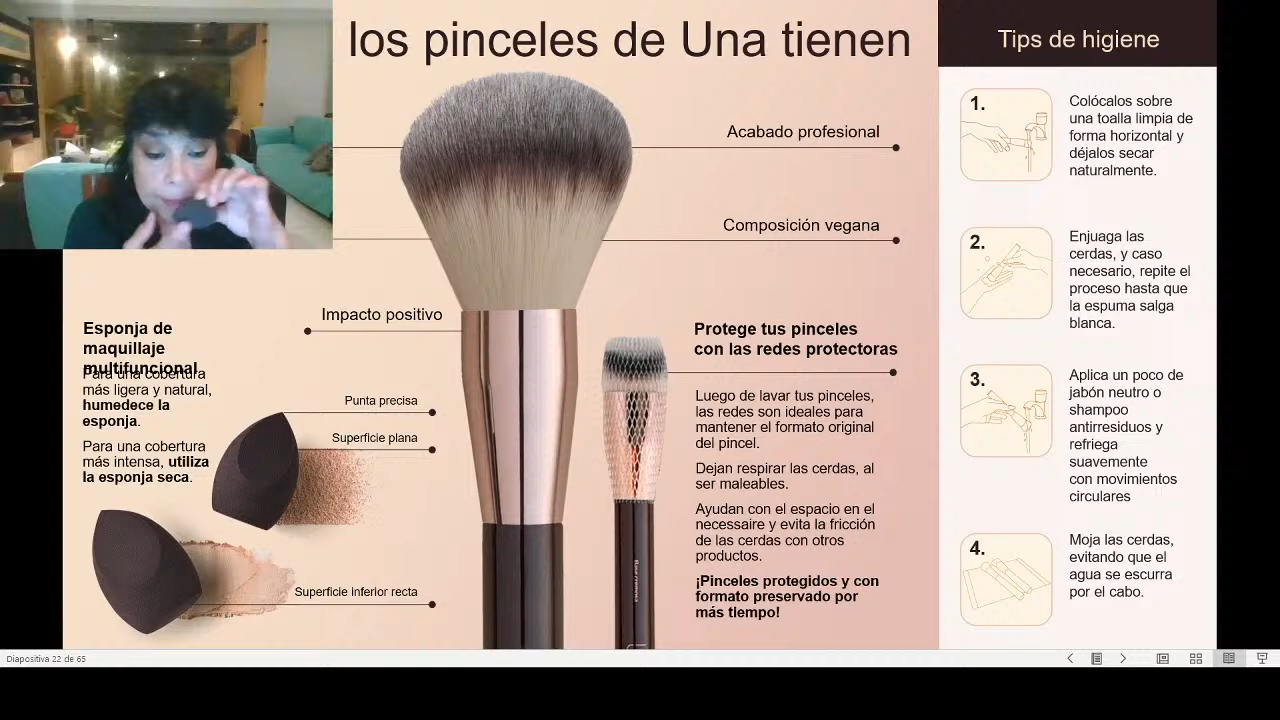 los pinceles de Una tienen
Acabado profesional
Composición vegana
Impacto positivo
Esponja de
maquillaje
multifuncional
Para una cobertura
más ligera y natural,
humedece la
esponja.
Para una cobertura
más intensa, utiliza
la esponja seca.
Punta precisa
Superficie plana
Superficie inferior recta
Protege tus pinceles
con las redes protectoras
Luego de lavar tus pinceles,
las redes son ideales para
mantener el formato original
del pincel.
Dejan respirar las cerdas, al
ser maleables.
Ayudan con el espacio en el
necessaire y evita la fricción
de las cerdas con otros
productos.
¡Pinceles protegidos y con
formato preservado por
más tiempo!
Tips de higiene
1.
Colócalos sobre
una toalla limpia de
forma horizontal y
déjalos secar
naturalmente.
2.
Enjuaga las
cerdas, y caso
necesario, repite el
proceso hasta que
la espuma salga
blanca.
3.
Aplica un poco de
jabón neutro o
shampoo
antirresiduos y
refriega
suavemente
con movimientos
circulares
4.
Moja las cerdas,
evitando que el
agua se escurra
por el cabo.
Diapositiva 22 de 65